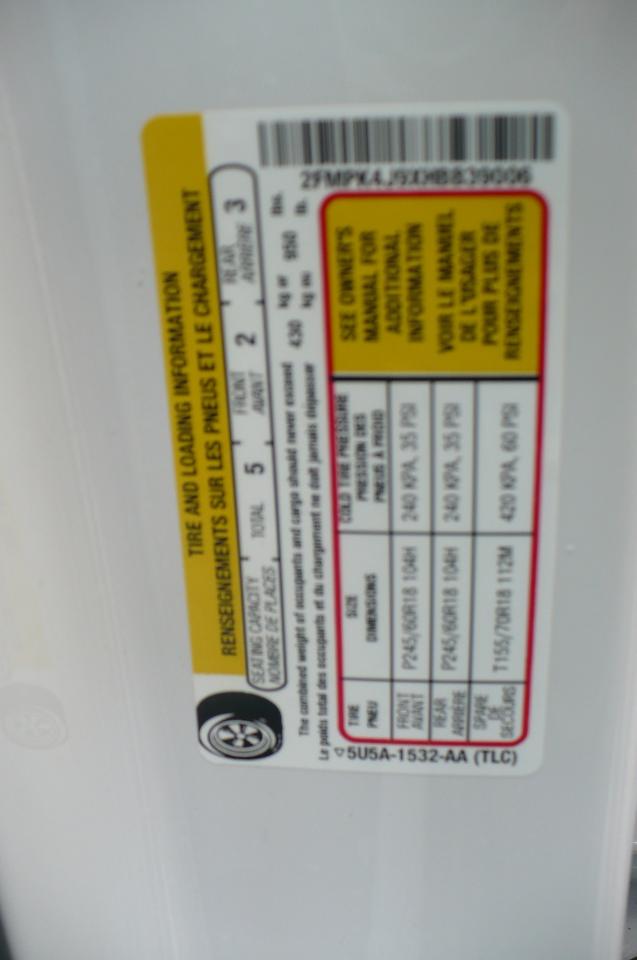 TIRE AND LOADING INFORMATION
RENSEIGNEMENTS SUR LES PNEUS ET LE CHARGEMENT
SEATING CAPACITY TOTAL 5 FRONT 2 REAR 3
NOMBRE DE PLACES AVANT ARRIÈRE
The combined weight of occupants and cargo should never exceed 430 kg or 950 lbs.
Le poids total des occupants et du chargement ne doit jamais dépasser kg ou lb.
2FMPK4J9XHB839006
TIRE SIZE COLD TIRE PRESSURE
PNEU DIMENSIONS PRESSION DES PNEUS À FROID
FRONT AVANT P245/60R18 104H 240 KPA, 35 PSI
REAR ARRIÈRE P245/60R18 104H 240 KPA, 35 PSI
SPARE DE SECOURS T155/70R18 112M 420 KPA, 60 PSI
SEE OWNER'S
MANUAL FOR
ADDITIONAL
INFORMATION
VOIR LE MANUEL
DE L'USAGER
POUR PLUS DE
RENSEIGNEMENTS
5U5A-1532-AA (TLC)